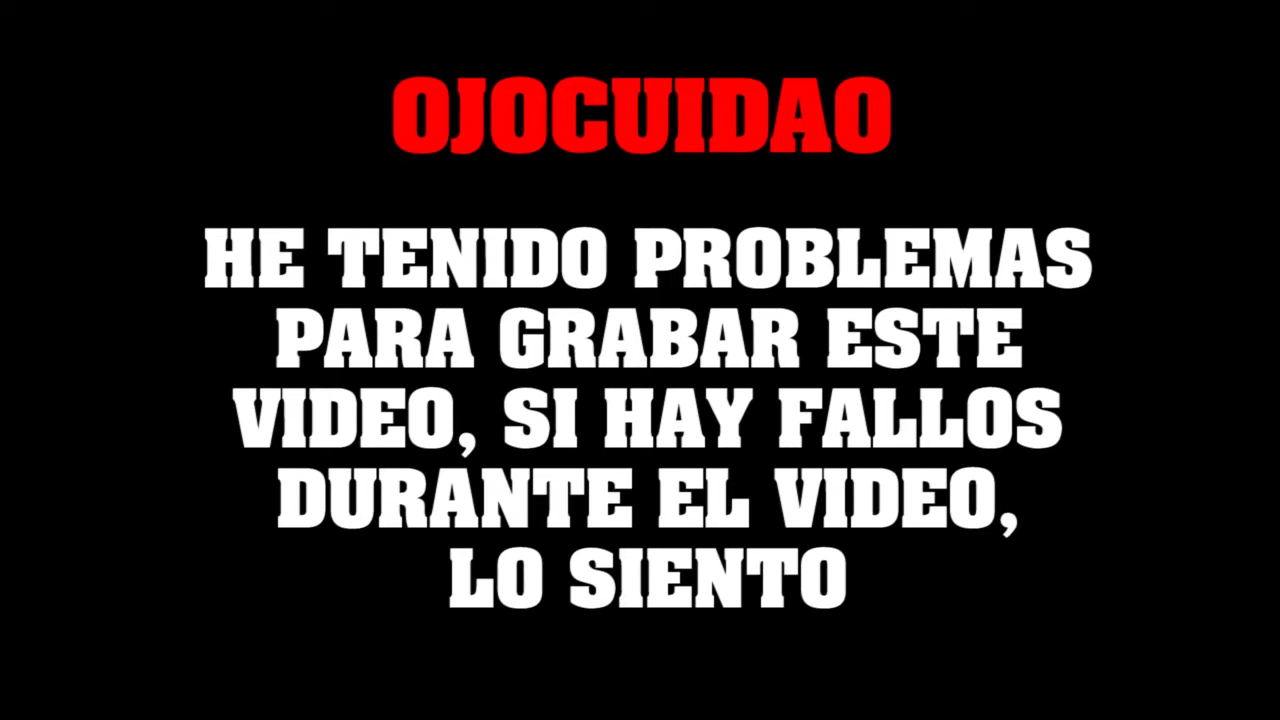 OJOCUIDAO
HE TENIDO PROBLEMAS
PARA GRABAR ESTE
VIDEO, SI HAY FALLOS
DURANTE EL VIDEO,
LO SIENTO